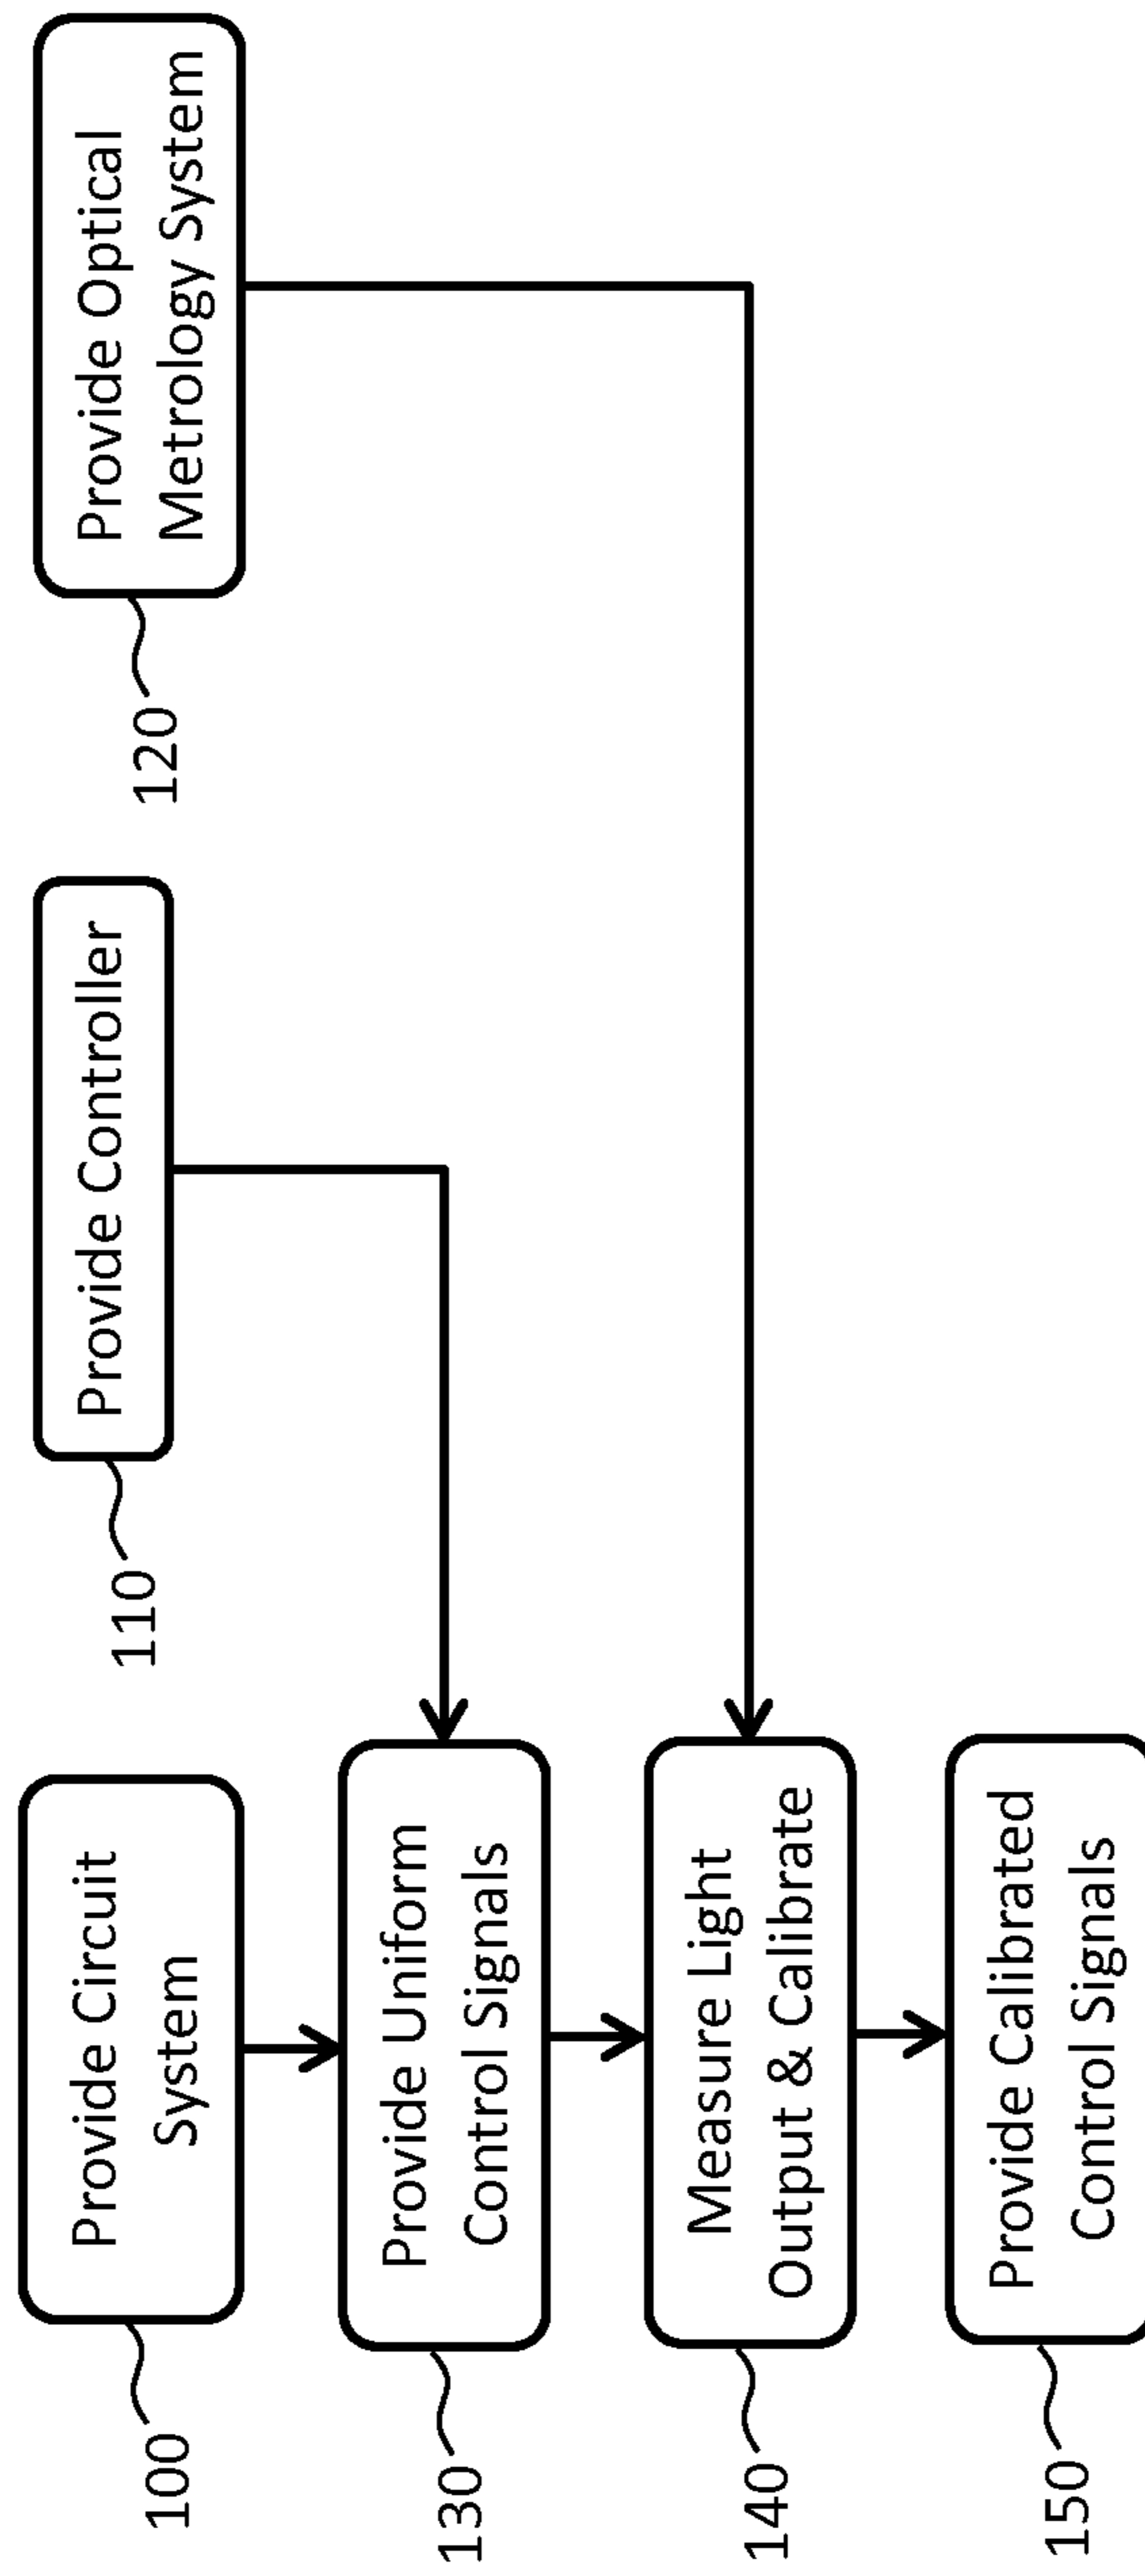 100
Provide Circuit
System
110
Provide Controller
120
Provide Optical
Metrology System
130
Provide Uniform
Control Signals
140
Measure Light
Output & Calibrate
150
Provide Calibrated
Control Signals